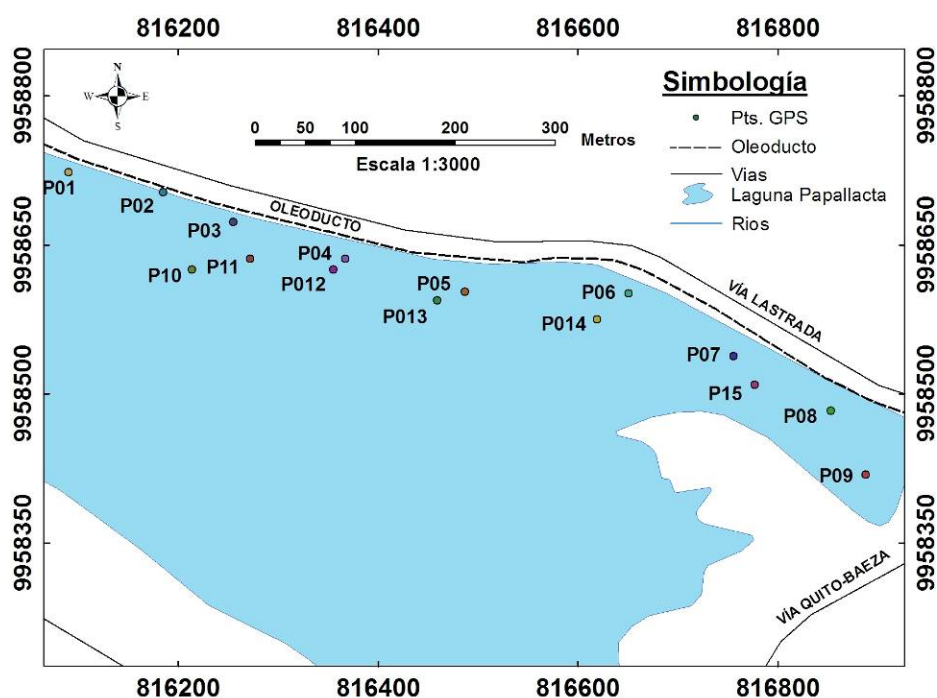 816200 816400 816600 816800
9958800
9958650
9958500
9958350
9958800
9958650
9958500
9958350
N
W E
S
0 50 100 200 300
Metros
Escala 1:3000
Simbología
Pts. GPS
Oleoducto
Vias
Laguna Papallacta
Rios
P01
P02
OLEODUCTO
P03
P04
P11
P10
P012
P05
P06
P013
P014
VÍA LASTRADA
P07
P15
P08
P09
VÍA QUITO-BAEZA
816200 816400 816600 816800